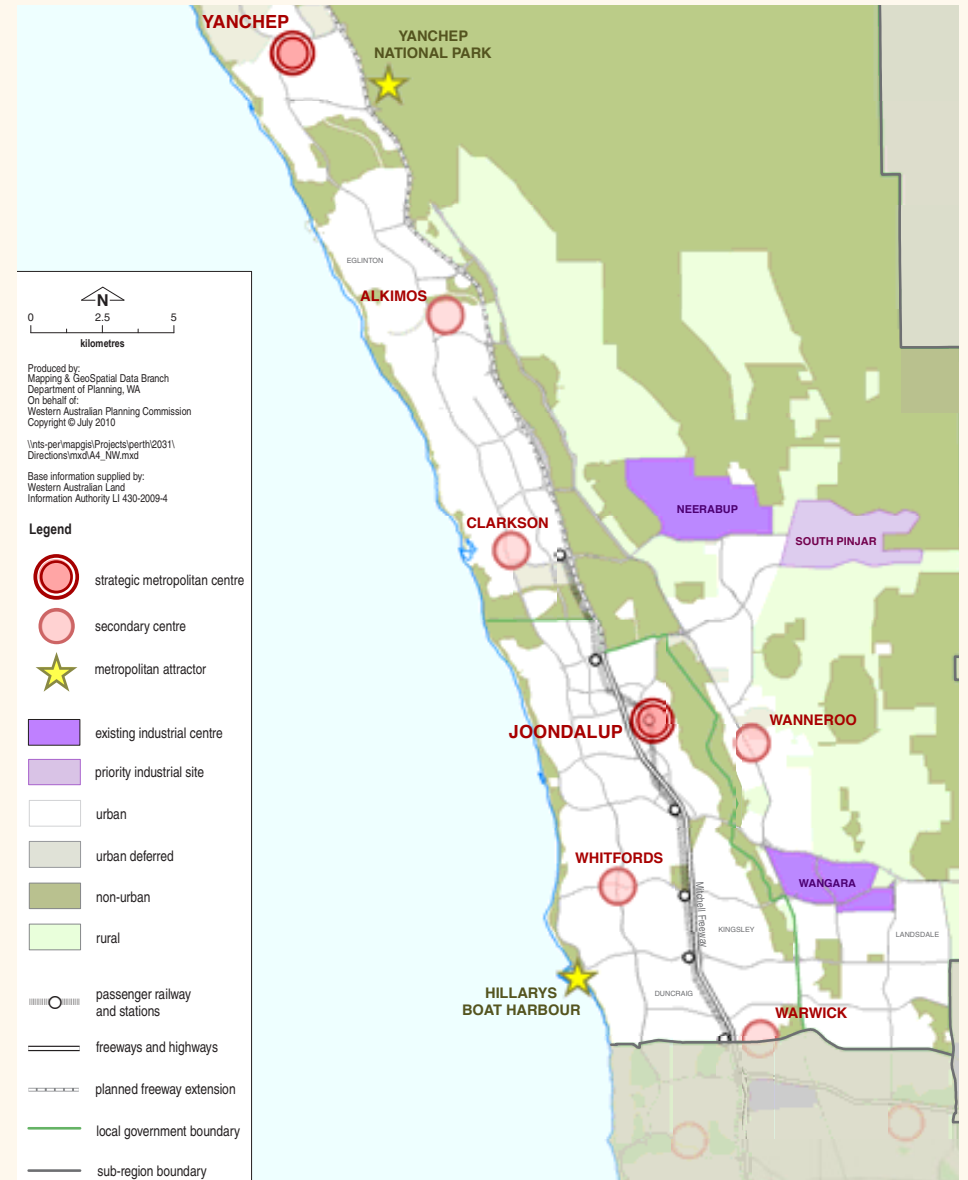 YANCHEP
YANCHEP
NATIONAL PARK
EGLINTON
ALKIMOS
N
0 2.5 5
kilometres
Produced by:
Mapping & GeoSpatial Data Branch
Department of Planning, WA
On behalf of:
Western Australian Planning Commission
Copyright © July 2010
\\nts-per\mapgis\Projects\perth\2031\
Directions\mxd\A4_NW.mxd
Base information supplied by:
Western Australian Land
Information Authority LI 430-2009-4
Legend
strategic metropolitan centre
secondary centre
metropolitan attractor
existing industrial centre
priority industrial site
urban
urban deferred
non-urban
rural
passenger railway
and stations
freeways and highways
planned freeway extension
local government boundary
sub-region boundary
NEERABUP
CLARKSON
SOUTH PINJAR
WANNEROO
JOONDALUP
WHITFORDS
WANGARA
Mitchell Freeway
KINGSLEY
LANDSDALE
HILLARYS
BOAT HARBOUR
DUNCRAIG
WARWICK